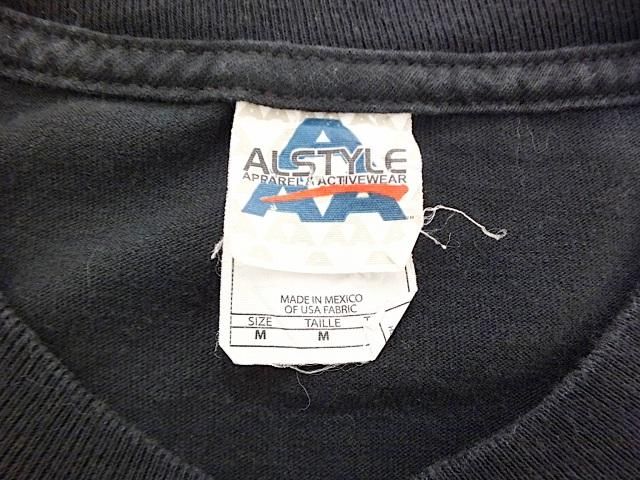 ALSTYLE
APPAREL & ACTIVEWEAR
MADE IN MEXICO
OF USA FABRIC
SIZE TAILLE T
M M